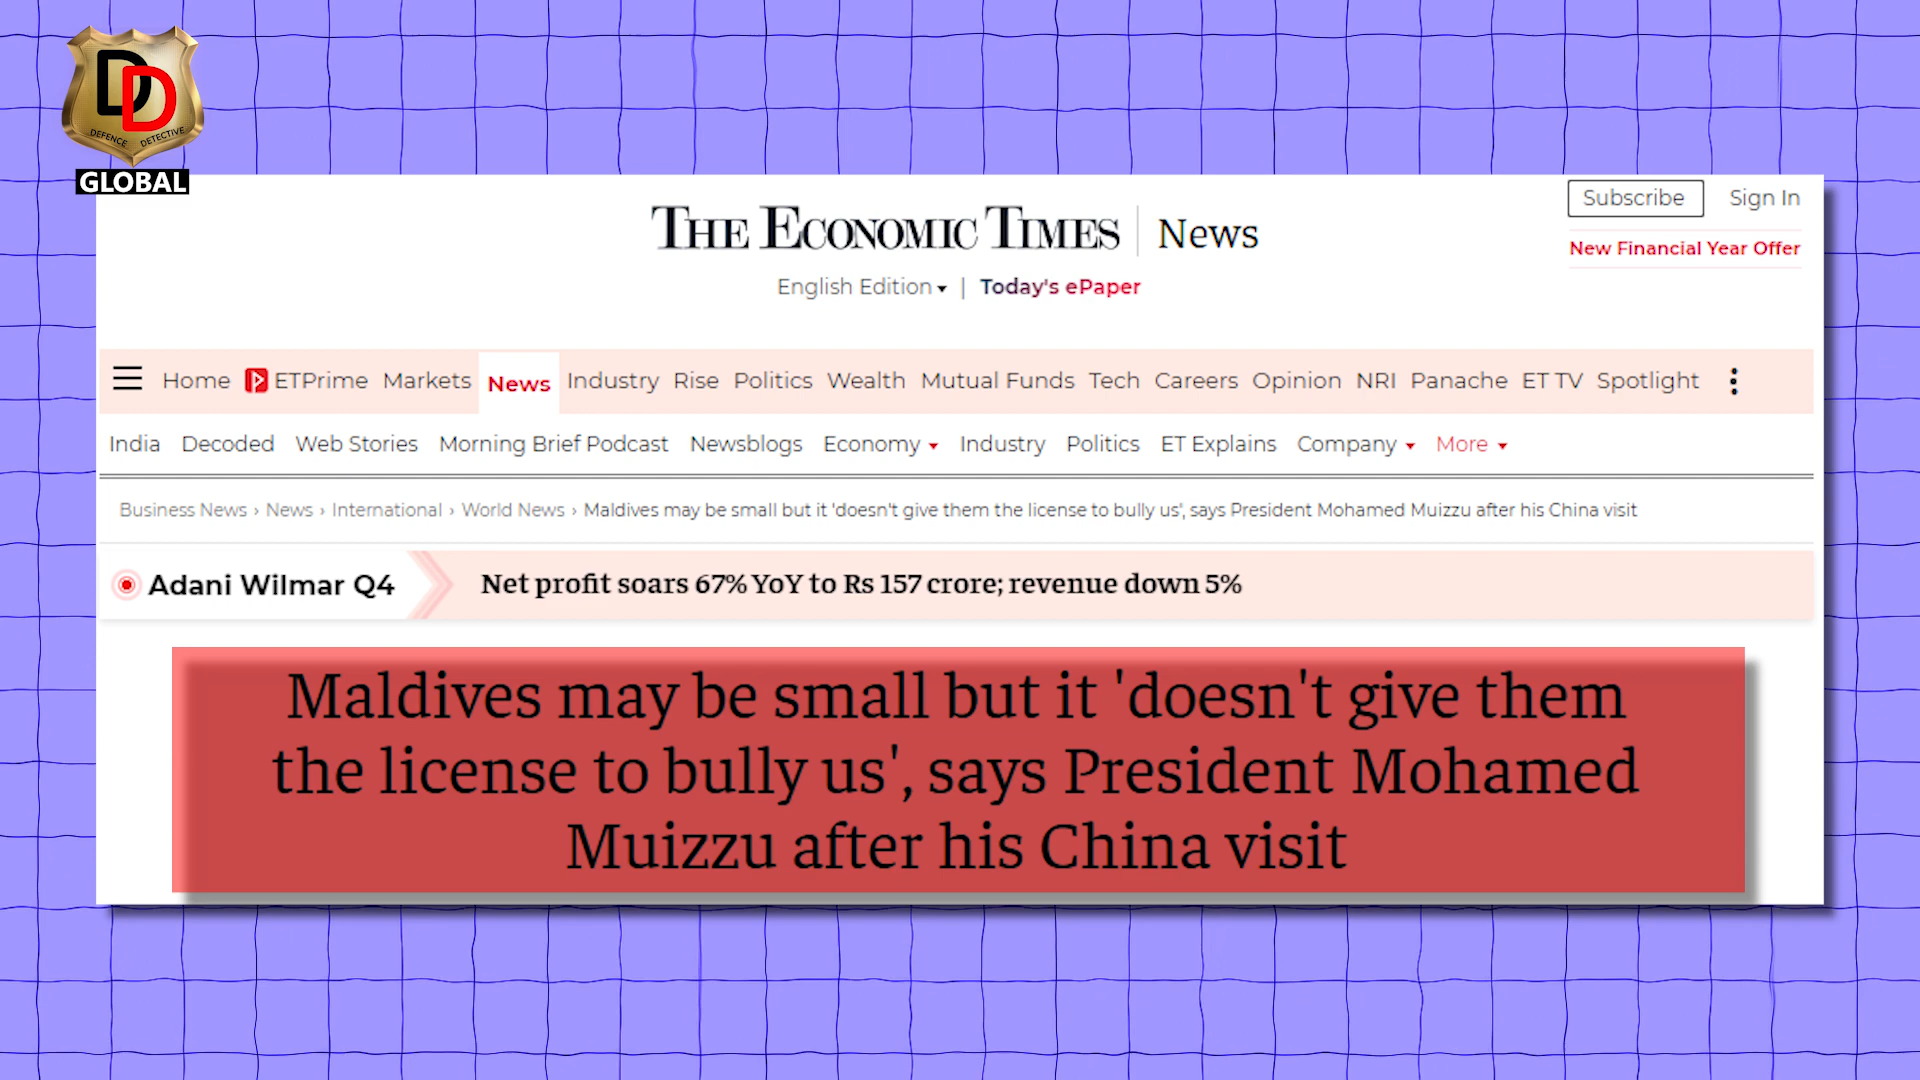 DD
DEFENCE DETECTIVE
GLOBAL
Subscribe Sign In
THE ECONOMIC TIMES | News
New Financial Year Offer
English Edition | Today's ePaper
Home ETPrime Markets News Industry Rise Politics Wealth Mutual Funds Tech Careers Opinion NRI Panache ET TV Spotlight
India Decoded Web Stories Morning Brief Podcast Newsblogs Economy Industry Politics ET Explains Company More
Business News › News › International › World News › Maldives may be small but it 'doesn't give them the license to bully us', says President Mohamed Muizzu after his China visit
Adani Wilmar Q4 Net profit soars 67% YoY to Rs 157 crore; revenue down 5%
Maldives may be small but it 'doesn't give them
the license to bully us', says President Mohamed
Muizzu after his China visit